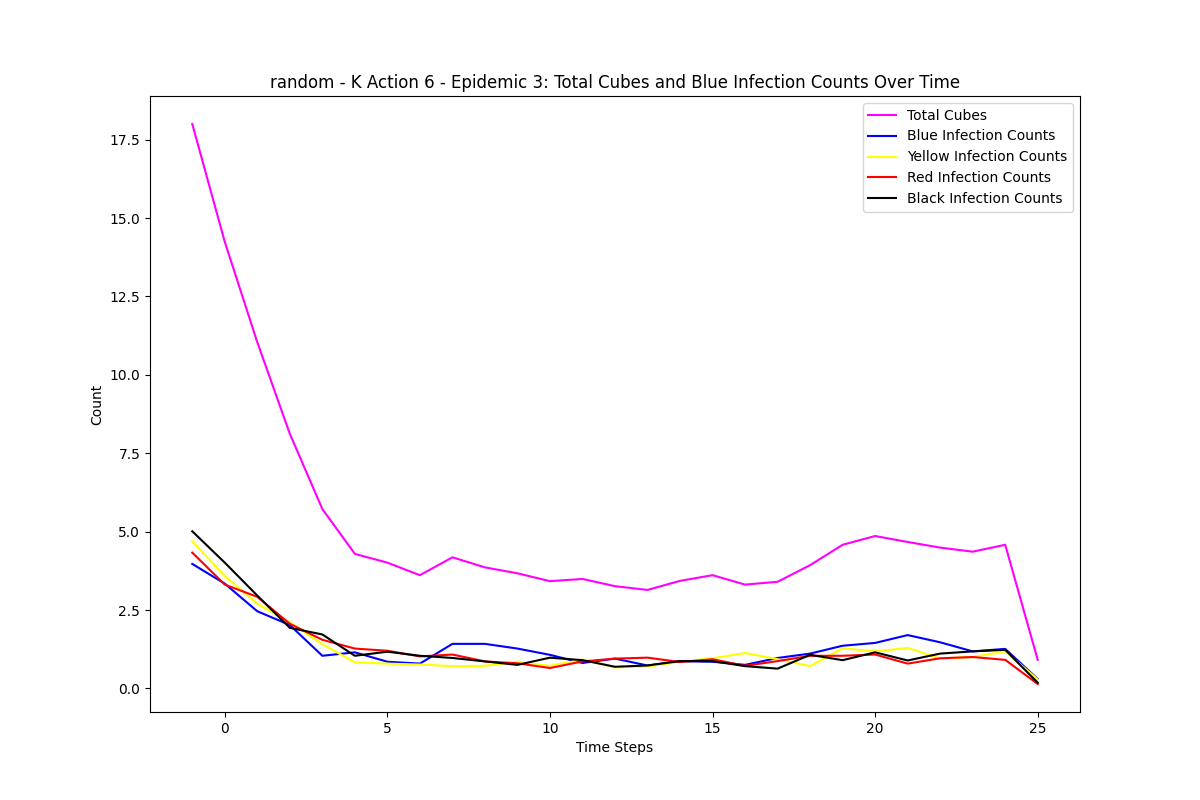 random - K Action 6 - Epidemic 3: Total Cubes and Blue Infection Counts Over Time
Total Cubes
Blue Infection Counts
Yellow Infection Counts
Red Infection Counts
Black Infection Counts
17.5
15.0
12.5
10.0
7.5
5.0
2.5
0.0
Count
0 5 10 15 20 25
Time Steps